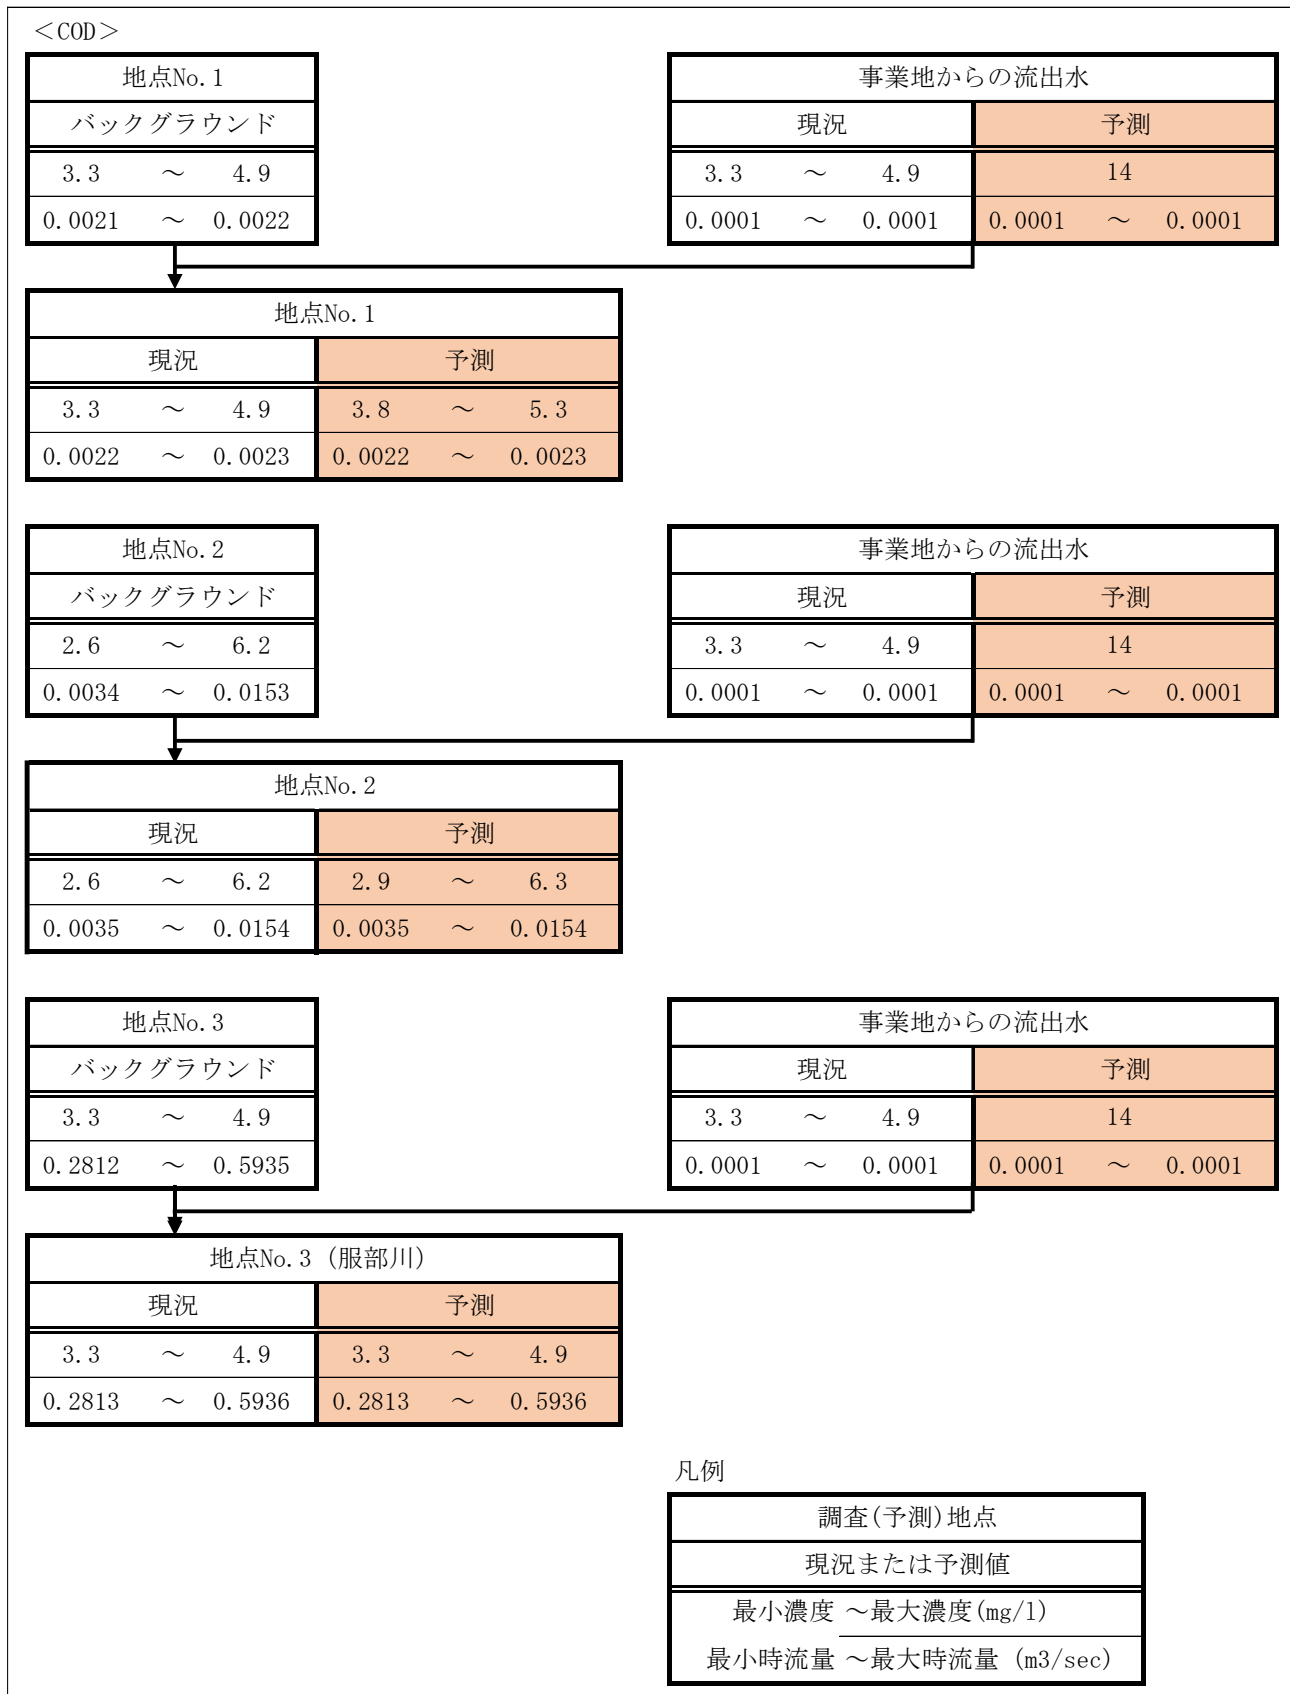 ＜COD＞
地点No.1
バックグラウンド
3.3 ～ 4.9
0.0021 ～ 0.0022
事業地からの流出水
現況 予測
3.3 ～ 4.9 14
0.0001 ～ 0.0001 0.0001 ～ 0.0001
地点No.1
現況 予測
3.3 ～ 4.9 3.8 ～ 5.3
0.0022 ～ 0.0023 0.0022 ～ 0.0023
地点No.2
バックグラウンド
2.6 ～ 6.2
0.0034 ～ 0.0153
事業地からの流出水
現況 予測
3.3 ～ 4.9 14
0.0001 ～ 0.0001 0.0001 ～ 0.0001
地点No.2
現況 予測
2.6 ～ 6.2 2.9 ～ 6.3
0.0035 ～ 0.0154 0.0035 ～ 0.0154
地点No.3
バックグラウンド
3.3 ～ 4.9
0.2812 ～ 0.5935
事業地からの流出水
現況 予測
3.3 ～ 4.9 14
0.0001 ～ 0.0001 0.0001 ～ 0.0001
地点No.3 (服部川)
現況 予測
3.3 ～ 4.9 3.3 ～ 4.9
0.2813 ～ 0.5936 0.2813 ～ 0.5936
凡例
調査(予測)地点
現況または予測値
最小濃度 ～最大濃度(mg/l)
最小時流量 ～最大時流量 (m3/sec)